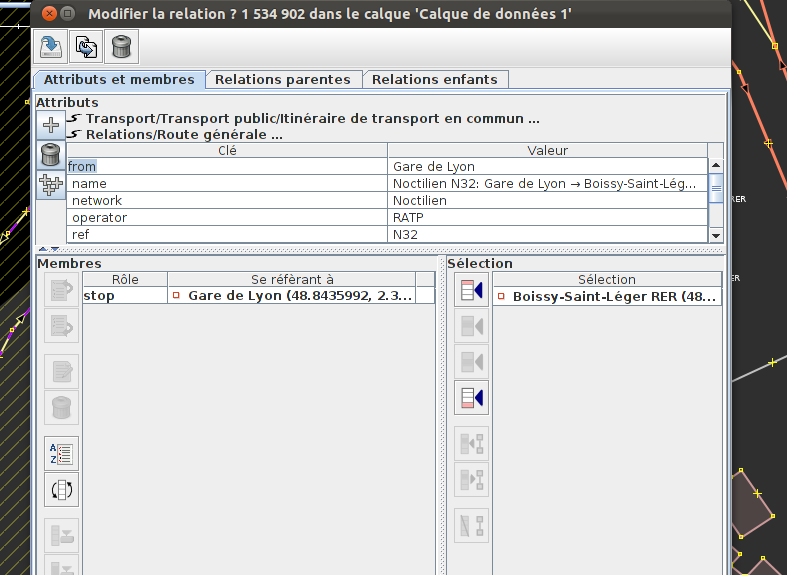 Modifier la relation ? 1 534 902 dans le calque 'Calque de données 1'
Attributs et membres Relations parentes Relations enfants
Attributs
Transport/Transport public/Itinéraire de transport en commun ...
Relations/Route générale ...
Clé Valeur
from Gare de Lyon
name Noctilien N32: Gare de Lyon → Boissy-Saint-Lég...
network Noctilien
operator RATP
ref N32
Membres Sélection
Rôle Se réfèrant à Sélection
stop Gare de Lyon (48.8435992, 2.3... Boissy-Saint-Léger RER (48...
A
Z
RER
ER